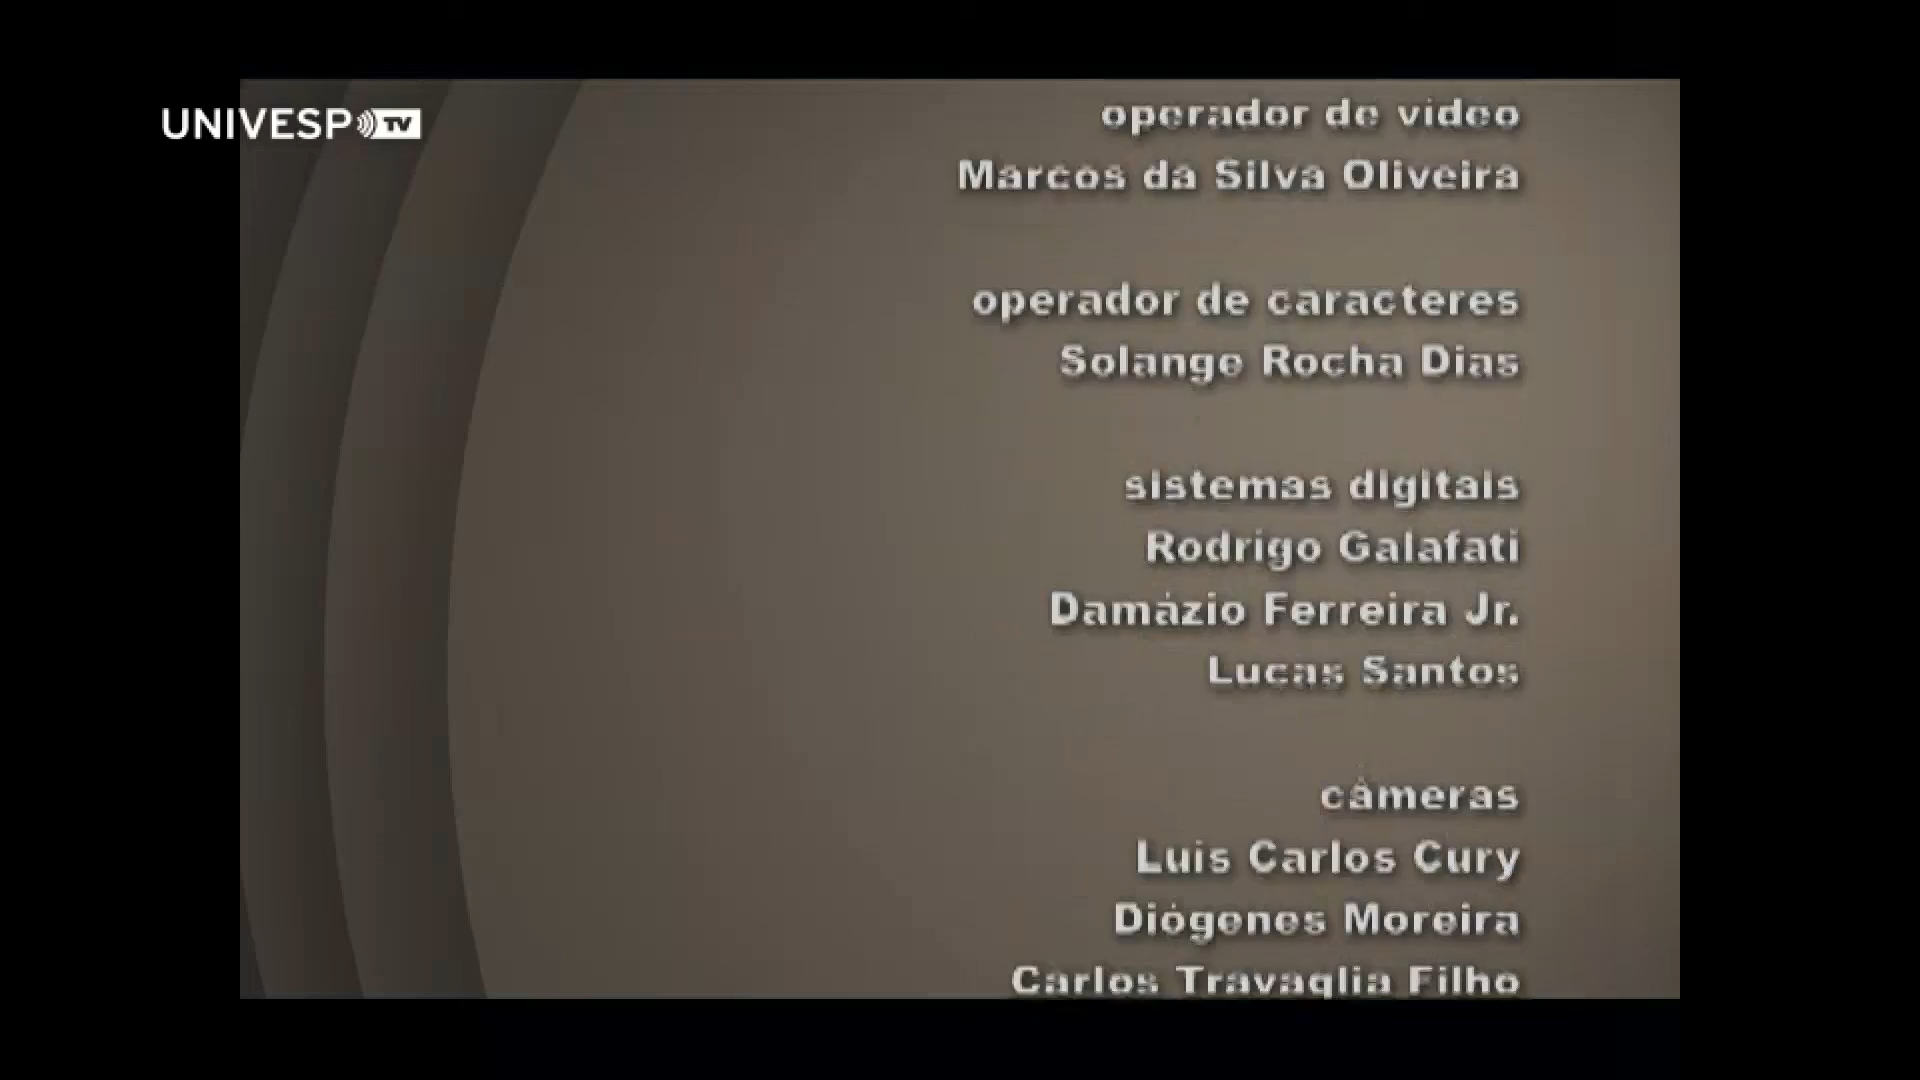 UNIVESP TV
operador de vídeo
Marcos da Silva Oliveira
operador de caracteres
Solange Rocha Dias
sistemas digitais
Rodrigo Galafati
Damázio Ferreira Jr.
Lucas Santos
câmeras
Luis Carlos Cury
Diógenes Moreira
Carlos Travaglia Filho